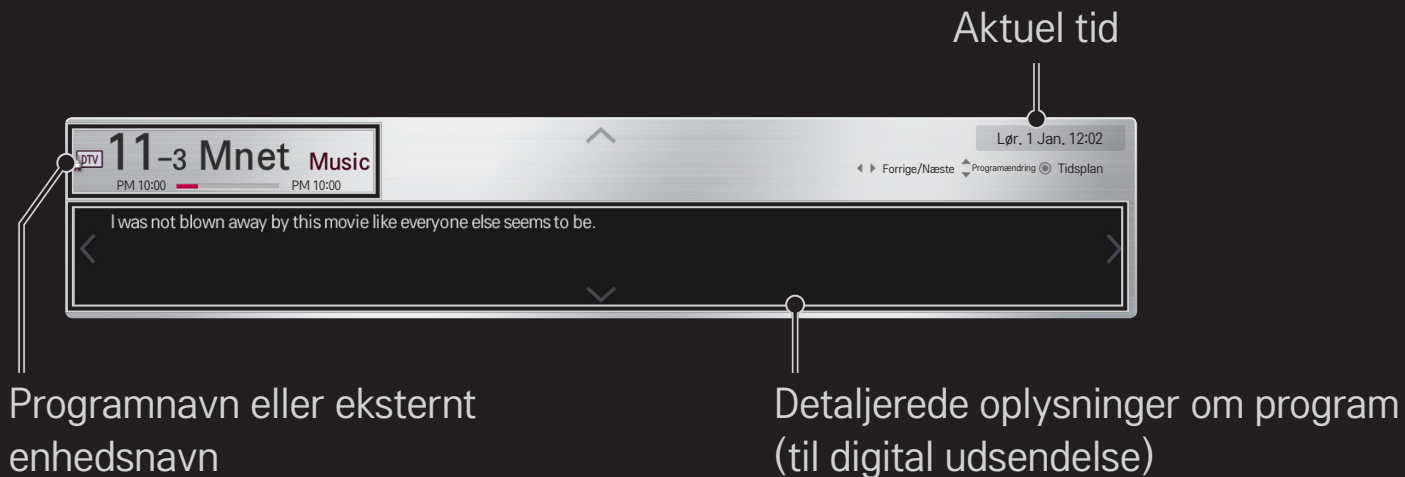 Aktuel tid
DTV 11-3 Mnet Music
PM 10:00 PM 10:00
Lør. 1 Jan. 12:02
Forrige/Næste Programændring Tidsplan
I was not blown away by this movie like everyone else seems to be.
Programnavn eller eksternt
enhedsnavn
Detaljerede oplysninger om program
(til digital udsendelse)